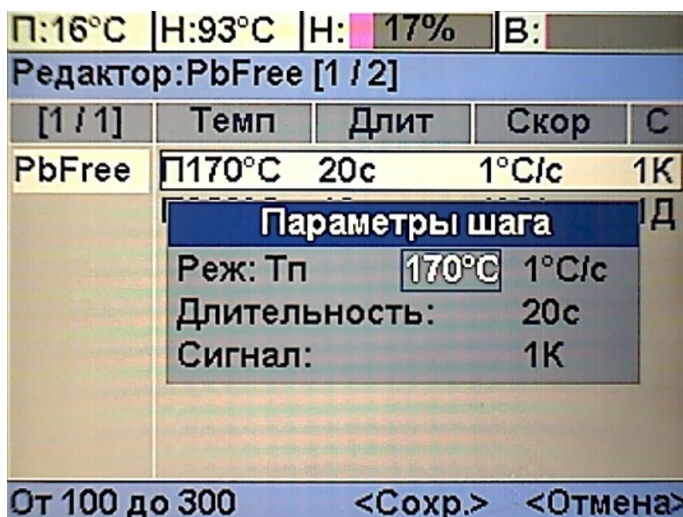 П:16°C Н:93°C Н: 17% В:
Редактор:PbFree [1 / 2]
[1 / 1] Темп Длит Скор С
PbFree П170°C 20с 1°C/с 1К
1Д
Параметры шага
Реж: Тп 170°C 1°C/с
Длительность: 20с
Сигнал: 1К
От 100 до 300 <Сохр.> <Отмена>